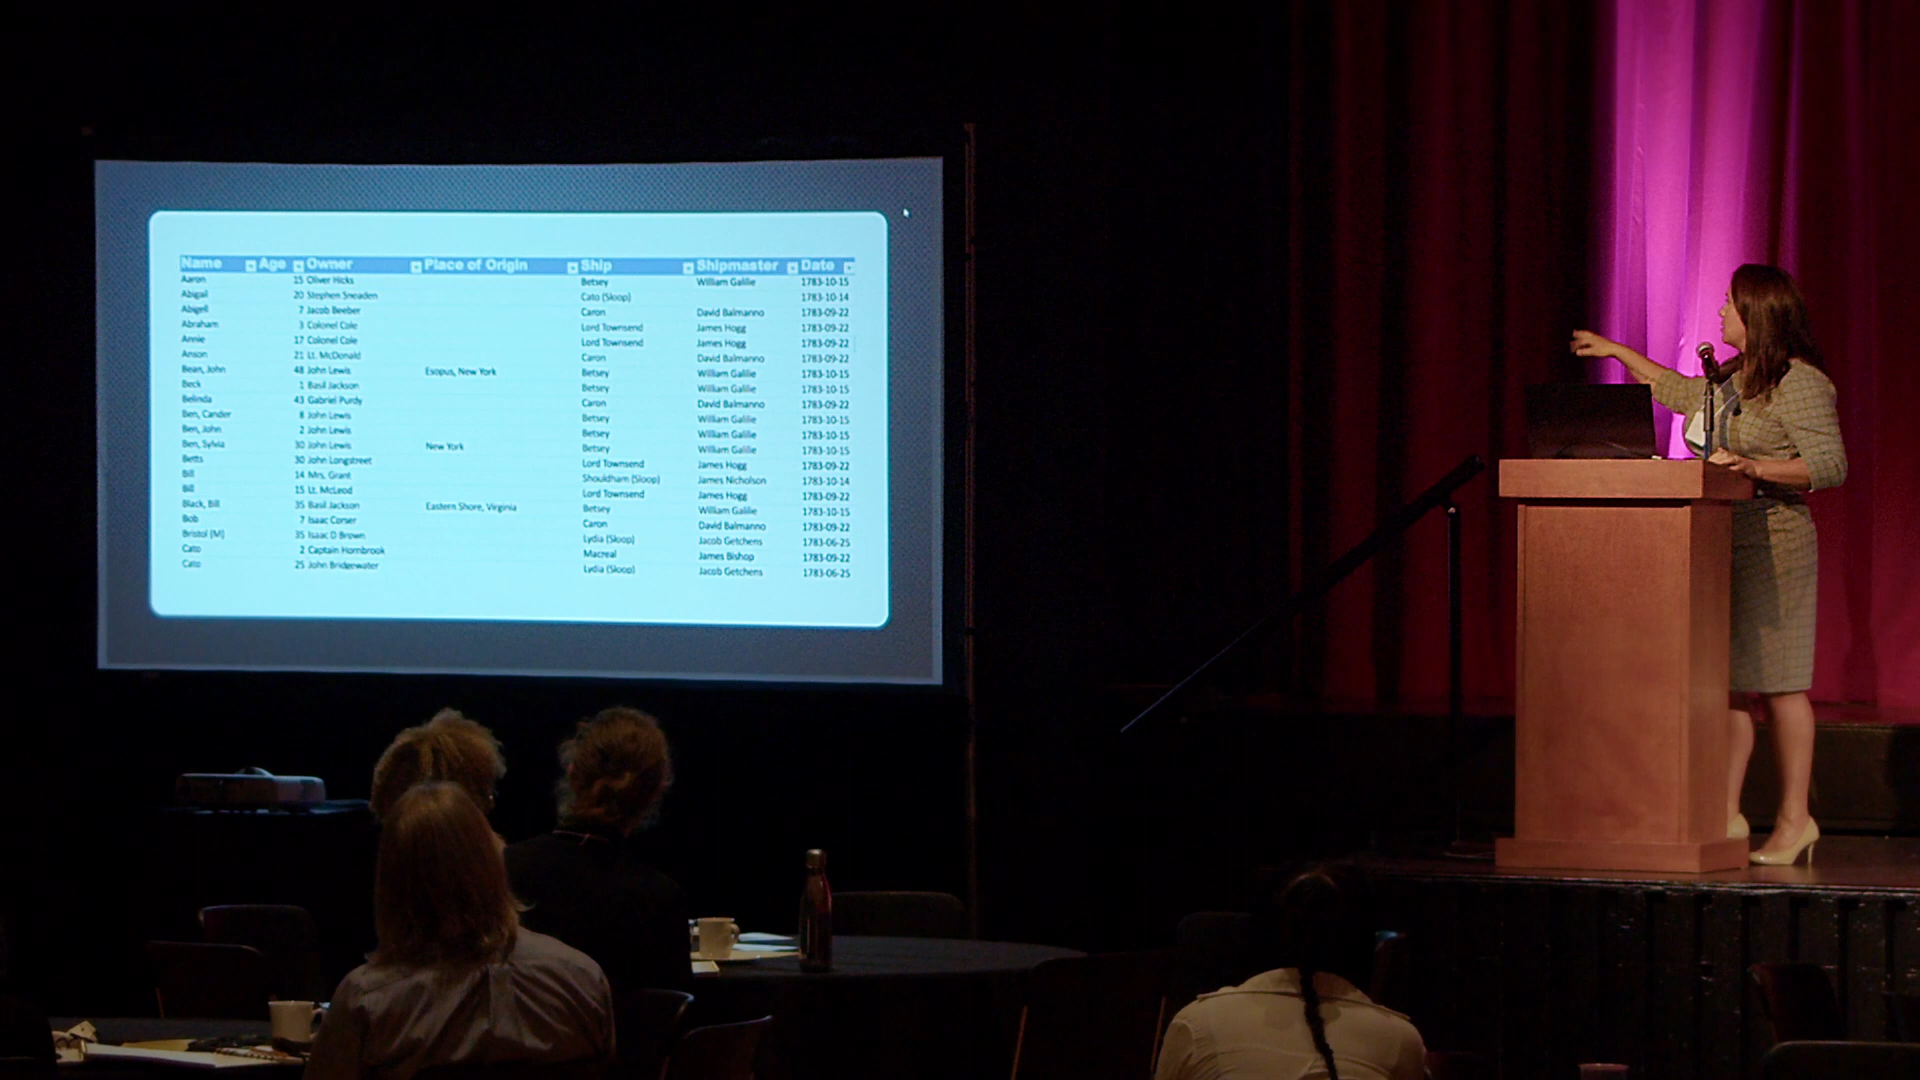 Name Age Owner Place of Origin Ship Shipmaster Date
Aaron 15 Oliver Hicks Betsey William Galilie 1783-10-15
Abigail 20 Stephen Sneaden Cato (Sloop) 1783-10-14
Abigell 7 Jacob Beeber Caron David Balmanno 1783-09-22
Abraham 3 Colonel Cole Lord Townsend James Hogg 1783-09-22
Annie 17 Colonel Cole Lord Townsend James Hogg 1783-09-22
Anson 21 Lt. McDonald Caron David Balmanno 1783-09-22
Bean, John 48 John Lewis Esopus, New York Betsey William Galilie 1783-10-15
Beck 1 Basil Jackson Betsey William Galilie 1783-10-15
Belinda 43 Gabriel Purdy Caron David Balmanno 1783-09-22
Ben, Cander 8 John Lewis Betsey William Galilie 1783-10-15
Ben, John 2 John Lewis Betsey William Galilie 1783-10-15
Ben, Sylvia 30 John Lewis New York Betsey William Galilie 1783-10-15
Betts 30 John Longstreet Lord Townsend James Hogg 1783-09-22
Bill 14 Mrs. Grant Shouldham (Sloop) James Nicholson 1783-10-14
Bill 15 Lt. McLeod Lord Townsend James Hogg 1783-09-22
Black, Bill 35 Basil Jackson Eastern Shore, Virginia Betsey William Galilie 1783-10-15
Bob 7 Isaac Corser Caron David Balmanno 1783-09-22
Bristol (M) 35 Isaac D Brown Lydia (Sloop) Jacob Getchens 1783-06-25
Cato 2 Captain Hornbrook Macreal James Bishop 1783-09-22
Cato 25 John Bridgewater Lydia (Sloop) Jacob Getchens 1783-06-25